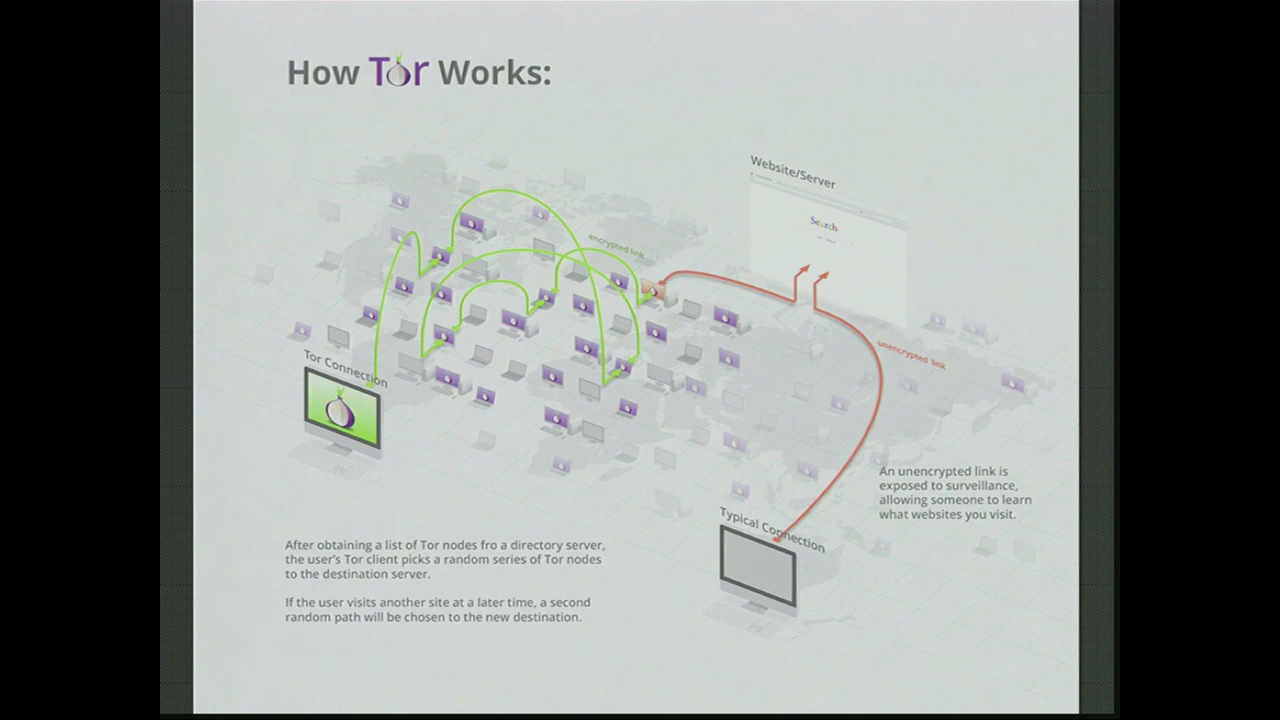 How Tor Works:
Website/Server
Search
encrypted link
unencrypted link
Tor Connection
An unencrypted link is
exposed to surveillance,
allowing someone to learn
what websites you visit.
Typical Connection
After obtaining a list of Tor nodes fro a directory server,
the user's Tor client picks a random series of Tor nodes
to the destination server.
If the user visits another site at a later time, a second
random path will be chosen to the new destination.